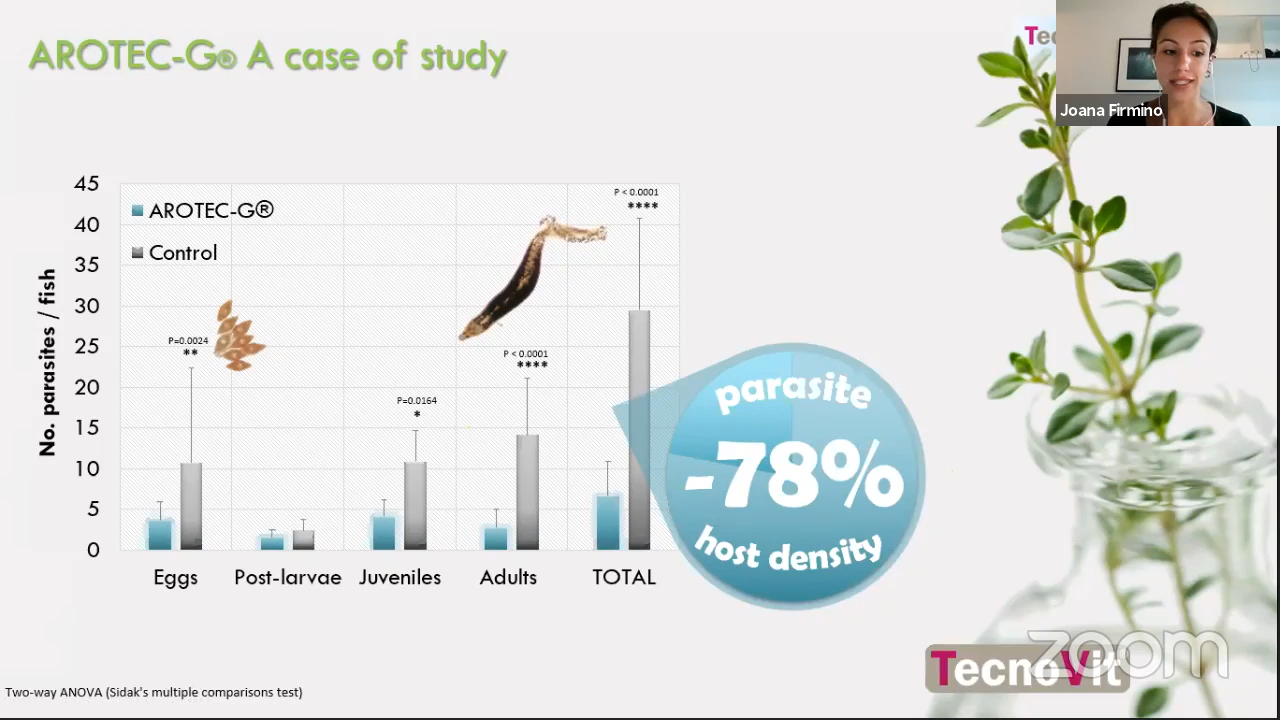 AROTEC-G® A case of study
Tec
Joana Firmino
No. parasites / fish
45
40
35
30
25
20
15
10
5
0
AROTEC-G®
Control
P=0.0024
**
P=0.0164
*
P < 0.0001
****
P < 0.0001
****
Eggs
Post-larvae
Juveniles
Adults
TOTAL
parasite
-78%
host density
TecnoVit
zoom
Two-way ANOVA (Sidak's multiple comparisons test)